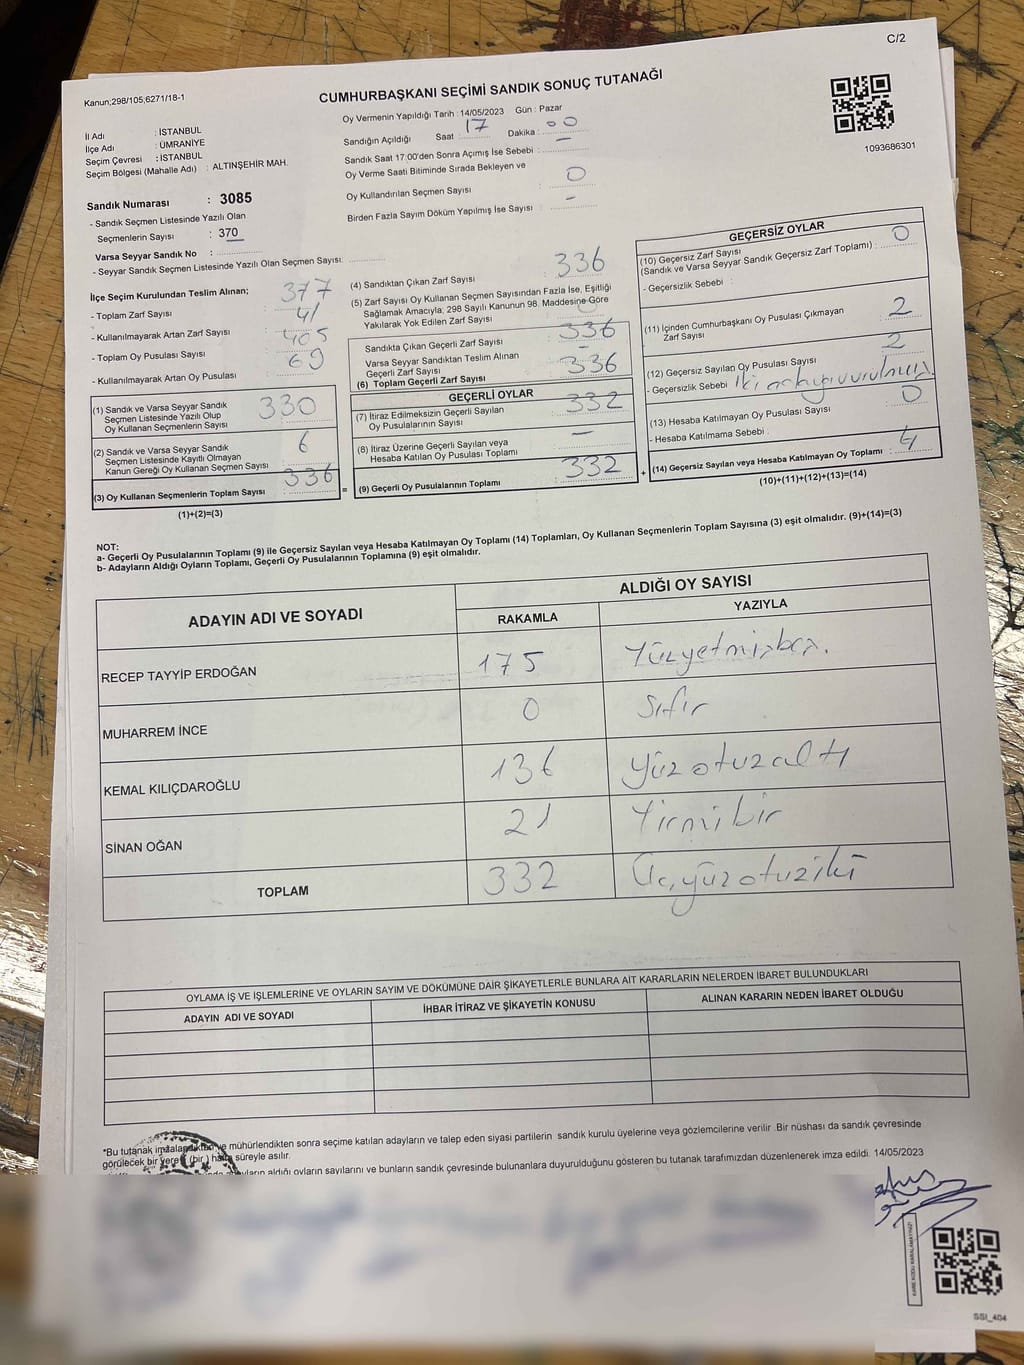 C/2
Kanun;298/105;6271/18-1
CUMHURBAŞKANI SEÇİMİ SANDIK SONUÇ TUTANAĞI
1093686301
İl Adı : İSTANBUL
İlçe Adı : ÜMRANİYE
Seçim Çevresi : İSTANBUL
Seçim Bölgesi (Mahalle Adı) : ALTINŞEHİR MAH.
Sandık Numarası : 3085
- Sandık Seçmen Listesinde Yazılı Olan
Seçmenlerin Sayısı : 370
Varsa Seyyar Sandık No :
- Seyyar Sandık Seçmen Listesinde Yazılı Olan Seçmen Sayısı:
Oy Vermenin Yapıldığı Tarih : 14/05/2023 Gün : Pazar
Sandığın Açıldığı Saat : 17 Dakika : 00
Sandık Saat 17:00'den Sonra Açımış İse Sebebi : -
Oy Verme Saati Bitiminde Sırada Bekleyen ve
Oy Kullandırılan Seçmen Sayısı : 0
Birden Fazla Sayım Döküm Yapılmış İse Sayısı : -
İlçe Seçim Kurulundan Teslim Alınan;
- Toplam Zarf Sayısı : 377
- Kullanılmayarak Artan Zarf Sayısı : 41
- Toplam Oy Pusulası Sayısı : 405
- Kullanılmayarak Artan Oy Pusulası : 69
(1) Sandık ve Varsa Seyyar Sandık
Seçmen Listesinde Yazılı Olup
Oy Kullanan Seçmenlerin Sayısı : 330
(2) Sandık ve Varsa Seyyar Sandık
Seçmen Listesinde Kayıtlı Olmayan
Kanun Gereği Oy Kullanan Seçmen Sayısı : 6
(3) Oy Kullanan Seçmenlerin Toplam Sayısı : 336
(1)+(2)=(3)
=
(4) Sandıktan Çıkan Zarf Sayısı : 336
(5) Zarf Sayısı Oy Kullanan Seçmen Sayısından Fazla İse, Eşitliği
Sağlamak Amacıyla; 298 Sayılı Kanunun 98. Maddesine Göre
Yakılarak Yok Edilen Zarf Sayısı : 0
Sandıkta Çıkan Geçerli Zarf Sayısı : 336
Varsa Seyyar Sandıktan Teslim Alınan
Geçerli Zarf Sayısı : -
(6) Toplam Geçerli Zarf Sayısı : 336
GEÇERLİ OYLAR
(7) İtiraz Edilmeksizin Geçerli Sayılan
Oy Pusulalarının Sayısı : 332
(8) İtiraz Üzerine Geçerli Sayılan veya
Hesaba Katılan Oy Pusulası Toplamı : -
(9) Geçerli Oy Pusulalarının Toplamı : 332
+
GEÇERSİZ OYLAR
(10) Geçersiz Zarf Sayısı
(Sandık ve Varsa Seyyar Sandık Geçersiz Zarf Toplamı) : 0
- Geçersizlik Sebebi :
(11) İçinden Cumhurbaşkanı Oy Pusulası Çıkmayan
Zarf Sayısı : 2
(12) Geçersiz Sayılan Oy Pusulası Sayısı : 2
- Geçersizlik Sebebi : İki adaya vurulmuş
(13) Hesaba Katılmayan Oy Pusulası Sayısı : 0
- Hesaba Katılmama Sebebi :
(14) Geçersiz Sayılan veya Hesaba Katılmayan Oy Toplamı : 4
(10)+(11)+(12)+(13)=(14)
NOT:
a- Geçerli Oy Pusulalarının Toplamı (9) ile Geçersiz Sayılan veya Hesaba Katılmayan Oy Toplamı (14) Toplamları, Oy Kullanan Seçmenlerin Toplam Sayısına (3) eşit olmalıdır. (9)+(14)=(3)
b- Adayların Aldığı Oyların Toplamı, Geçerli Oy Pusulalarının Toplamına (9) eşit olmalıdır.
ADAYIN ADI VE SOYADI ALDIĞI OY SAYISI
RAKAMLA YAZIYLA
RECEP TAYYİP ERDOĞAN 175 Yüzyetmişbeş.
MUHARREM İNCE 0 Sıfır
KEMAL KILIÇDAROĞLU 136 yüzotuzaltı
SİNAN OĞAN 21 Yirmibir
TOPLAM 332 Üçyüzotuziki
OYLAMA İŞ VE İŞLEMLERİNE VE OYLARIN SAYIM VE DÖKÜMÜNE DAİR ŞİKAYETLERLE BUNLARA AİT KARARLARIN NELERDEN İBARET BULUNDUKLARI
ADAYIN ADI VE SOYADI İHBAR İTİRAZ VE ŞİKAYETİN KONUSU ALINAN KARARIN NEDEN İBARET OLDUĞU
*Bu tutanak imzalandıktan ve mühürlendikten sonra seçime katılan adayların ve talep eden siyasi partilerin sandık kurulu üyelerine veya gözlemcilerine verilir .Bir nüshası da sandık çevresinde
görülecek bir yere 1 (bir) hafta süreyle asılır.
aldığı oyların sayılarını ve bunların sandık çevresinde bulunanlara duyurulduğunu gösteren bu tutanak tarafımızdan düzenlenerek imza edildi. 14/05/2023
KARE KODU KARALAMAYINIZ!
SSI_404